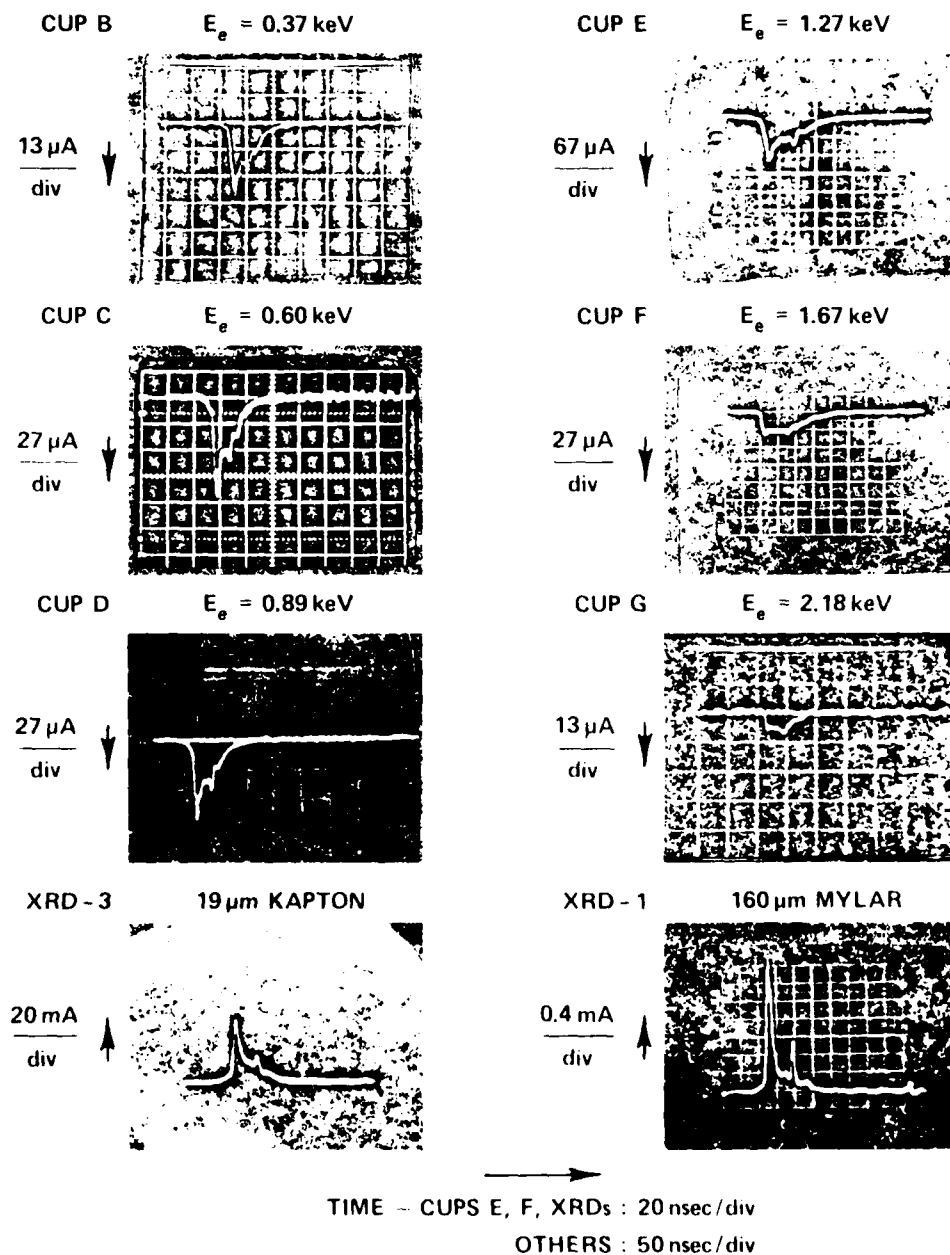 CUP B E_e = 0.37 keV
13 μA
div
CUP E E_e = 1.27 keV
67 μA
div
CUP C E_e = 0.60 keV
27 μA
div
CUP F E_e = 1.67 keV
27 μA
div
CUP D E_e = 0.89 keV
27 μA
div
CUP G E_e = 2.18 keV
13 μA
div
XRD - 3 19 μm KAPTON
20 mA
div
XRD - 1 160 μm MYLAR
0.4 mA
div
TIME – CUPS E, F, XRDs : 20 nsec/div
OTHERS : 50 nsec/div